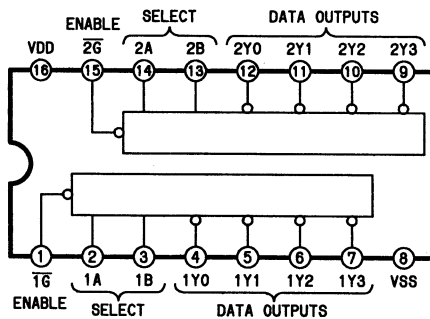 ENABLE SELECT DATA OUTPUTS
VDD 2G 2A 2B 2Y0 2Y1 2Y2 2Y3
16 15 14 13 12 11 10 9
1 2 3 4 5 6 7 8
1G 1A 1B 1Y0 1Y1 1Y2 1Y3 VSS
ENABLE SELECT DATA OUTPUTS